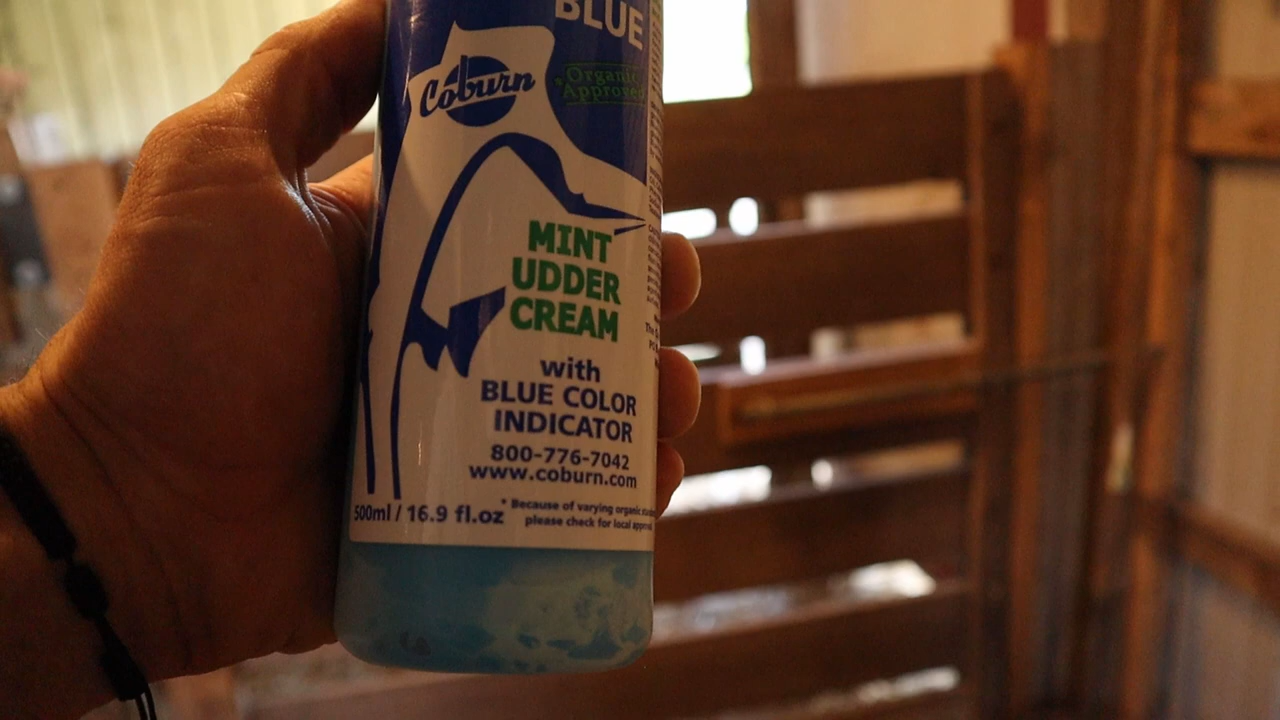 BLUE
Coburn
Organic
Approved
MINT
UDDER
CREAM
with
BLUE COLOR
INDICATOR
800-776-7042
www.coburn.com
500ml / 16.9 fl.oz
* Because of varying organic
please check for local